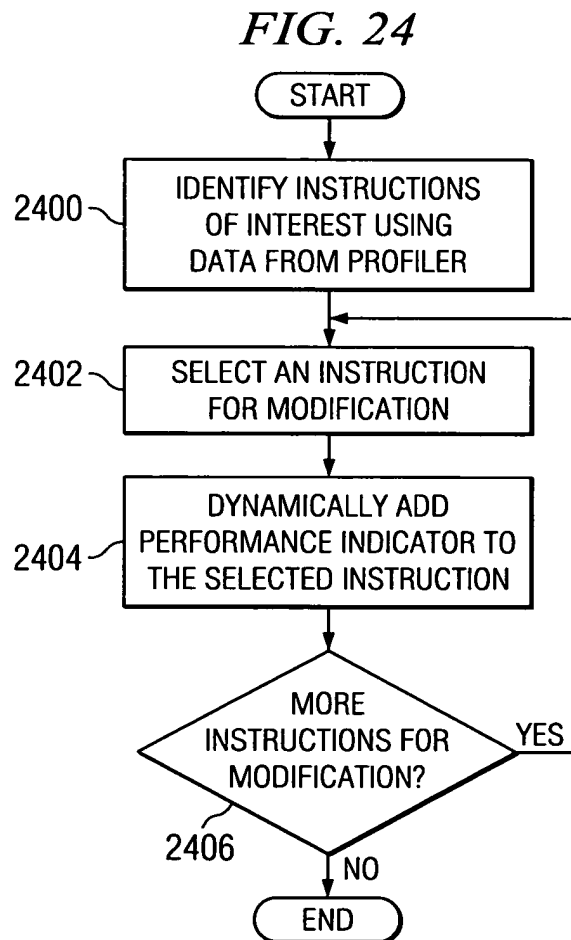 FIG. 24
START
2400
IDENTIFY INSTRUCTIONS
OF INTEREST USING
DATA FROM PROFILER
2402
SELECT AN INSTRUCTION
FOR MODIFICATION
2404
DYNAMICALLY ADD
PERFORMANCE INDICATOR TO
THE SELECTED INSTRUCTION
MORE
INSTRUCTIONS FOR
MODIFICATION?
YES
2406
NO
END